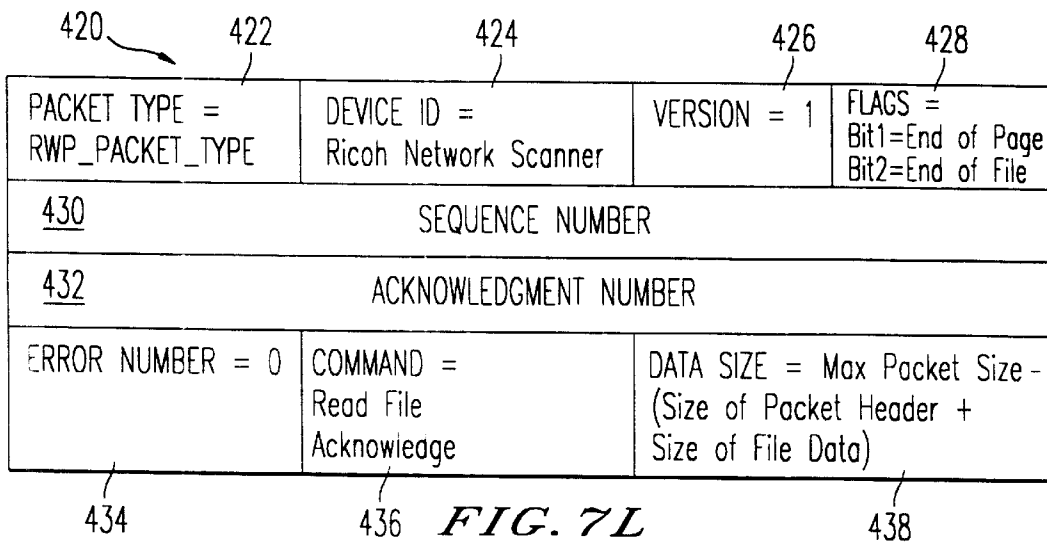 420 422 424 426 428
PACKET TYPE =
RWP_PACKET_TYPE
DEVICE ID =
Ricoh Network Scanner
VERSION = 1
FLAGS =
Bit1=End of Page
Bit2=End of File
430 SEQUENCE NUMBER
432 ACKNOWLEDGMENT NUMBER
ERROR NUMBER = 0
COMMAND =
Read File
Acknowledge
DATA SIZE = Max Packet Size -
(Size of Packet Header +
Size of File Data)
434 436 FIG. 7L 438